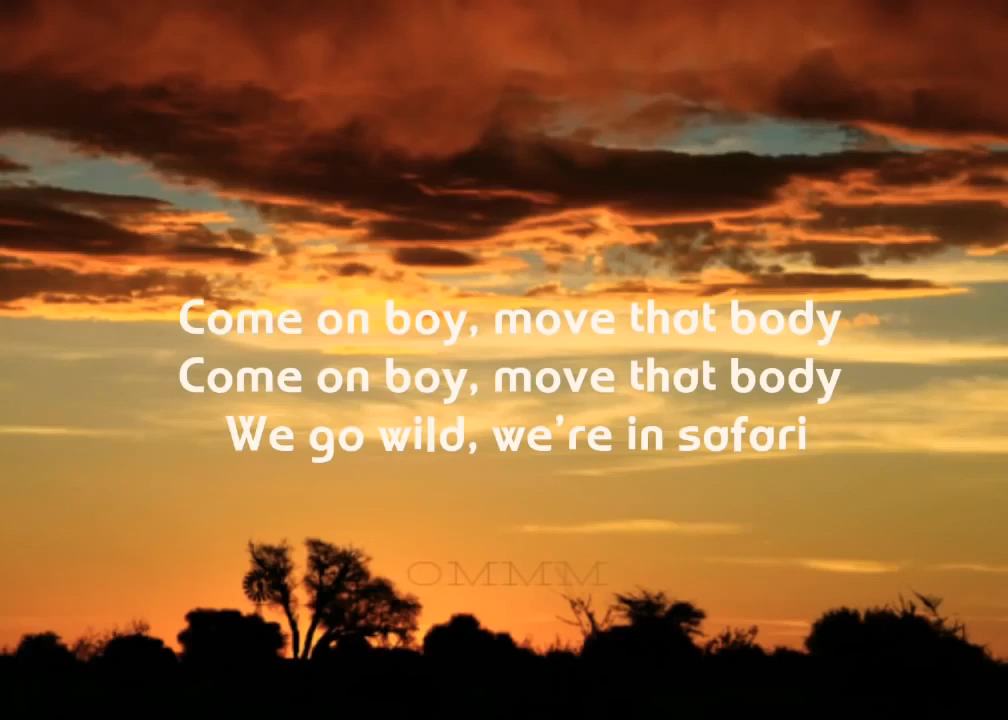 Come on boy, move that body
Come on boy, move that body
We go wild, we're in safari
OMMM